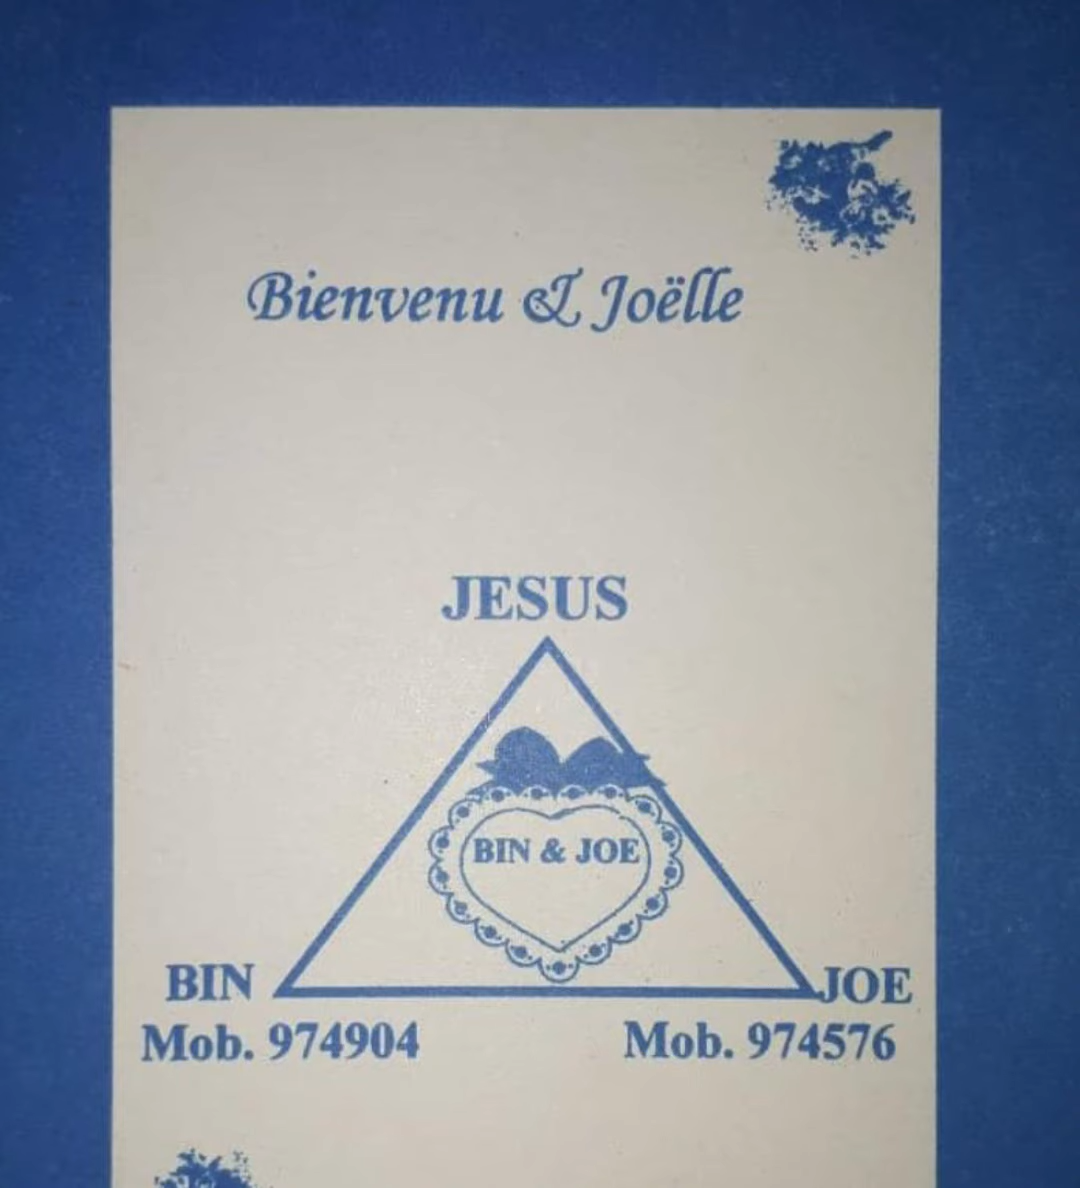 Bienvenu & Joëlle
JESUS
BIN & JOE
BIN
JOE
Mob. 974904
Mob. 974576